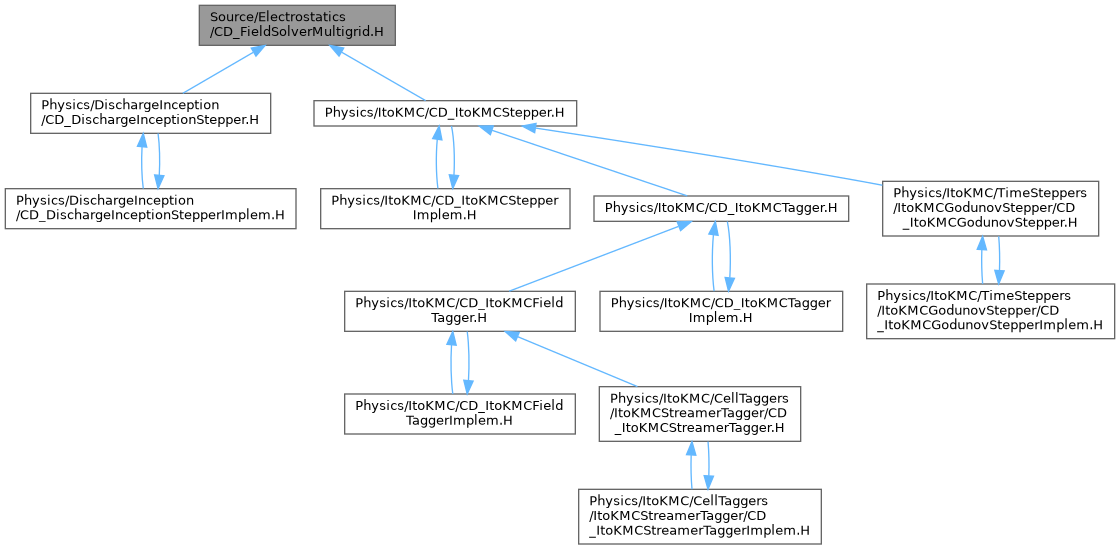 Source/Electrostatics
/CD_FieldSolverMultigrid.H
Physics/DischargeInception
/CD_DischargeInceptionStepper.H
Physics/ItoKMC/CD_ItoKMCStepper.H
Physics/DischargeInception
/CD_DischargeInceptionStepperImplem.H
Physics/ItoKMC/CD_ItoKMCStepper
Implem.H
Physics/ItoKMC/CD_ItoKMCTagger.H
Physics/ItoKMC/TimeSteppers
/ItoKMCGodunovStepper/CD
_ItoKMCGodunovStepper.H
Physics/ItoKMC/CD_ItoKMCField
Tagger.H
Physics/ItoKMC/CD_ItoKMCTagger
Implem.H
Physics/ItoKMC/TimeSteppers
/ItoKMCGodunovStepper/CD
_ItoKMCGodunovStepperImplem.H
Physics/ItoKMC/CD_ItoKMCField
TaggerImplem.H
Physics/ItoKMC/CellTaggers
/ItoKMCStreamerTagger/CD
_ItoKMCStreamerTagger.H
Physics/ItoKMC/CellTaggers
/ItoKMCStreamerTagger/CD
_ItoKMCStreamerTaggerImplem.H